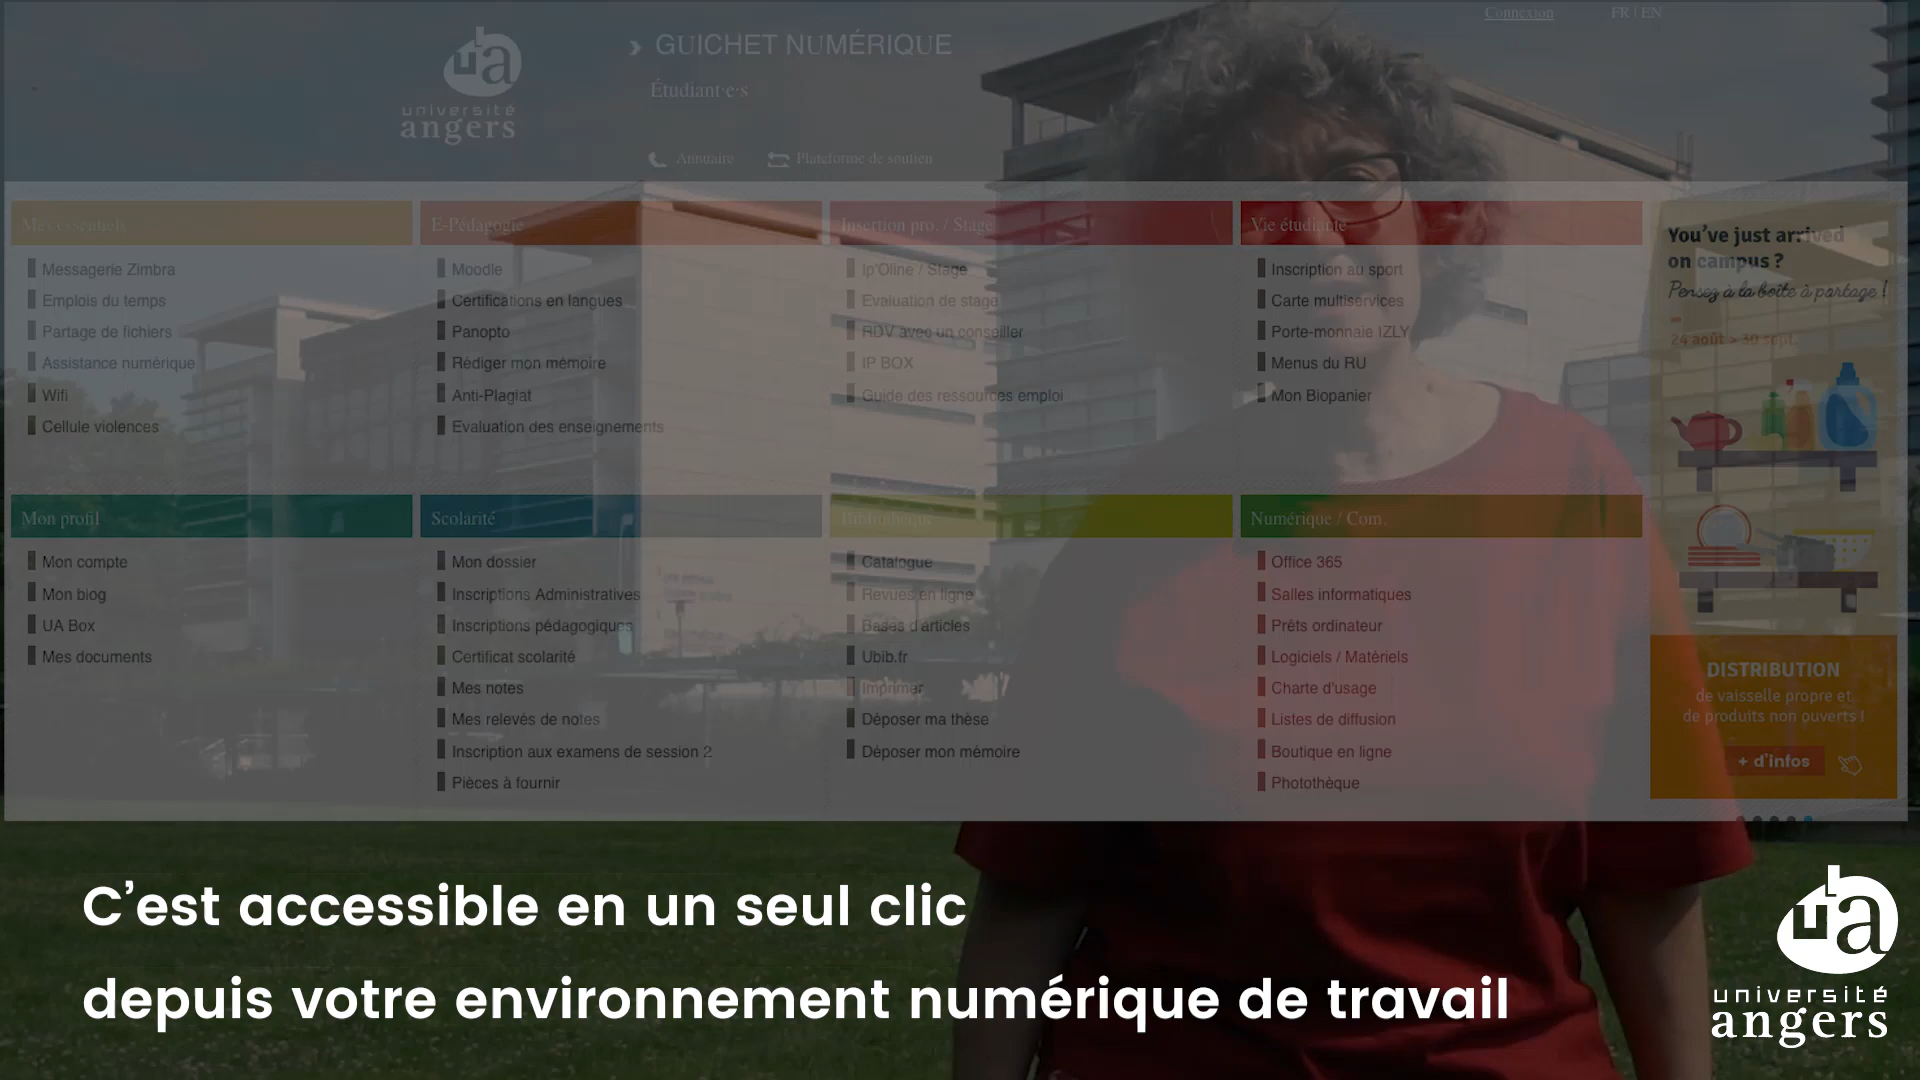 Connexion
FR | EN
ua
université
angers
GUICHET NUMÉRIQUE
Étudiant·e·s
Annuaire
Plateforme de soutien
Mes essentiels
Messagerie Zimbra
Emplois du temps
Partage de fichiers
Assistance numérique
Wifi
Cellule violences
E-Pédagogie
Moodle
Certifications en langues
Panopto
Rédiger mon mémoire
Anti-Plagiat
Evaluation des enseignements
Insertion pro. / Stage
Ip'Oline / Stage
Evaluation de stage
RDV avec un conseiller
IP BOX
Guide des ressources emploi
Vie étudiante
Inscription au sport
Carte multiservices
Porte-monnaie IZLY
Menus du RU
Mon Biopanier
You've just arrived
on campus ?
Pensez à la boîte à partage !
24 août > 30 sept.
DISTRIBUTION
de vaisselle propre et
de produits non ouverts !
+ d'infos
Mon profil
Mon compte
Mon blog
UA Box
Mes documents
Scolarité
Mon dossier
Inscriptions Administratives
Inscriptions pédagogiques
Certificat scolarité
Mes notes
Mes relevés de notes
Inscription aux examens de session 2
Pièces à fournir
Bibliothèque
Catalogue
Revues en ligne
Bases d'articles
Ubib.fr
Imprimer
Déposer ma thèse
Déposer mon mémoire
Numérique / Com.
Office 365
Salles informatiques
Prêts ordinateur
Logiciels / Matériels
Charte d'usage
Listes de diffusion
Boutique en ligne
Photothèque
C'est accessible en un seul clic
depuis votre environnement numérique de travail
ua
université
angers